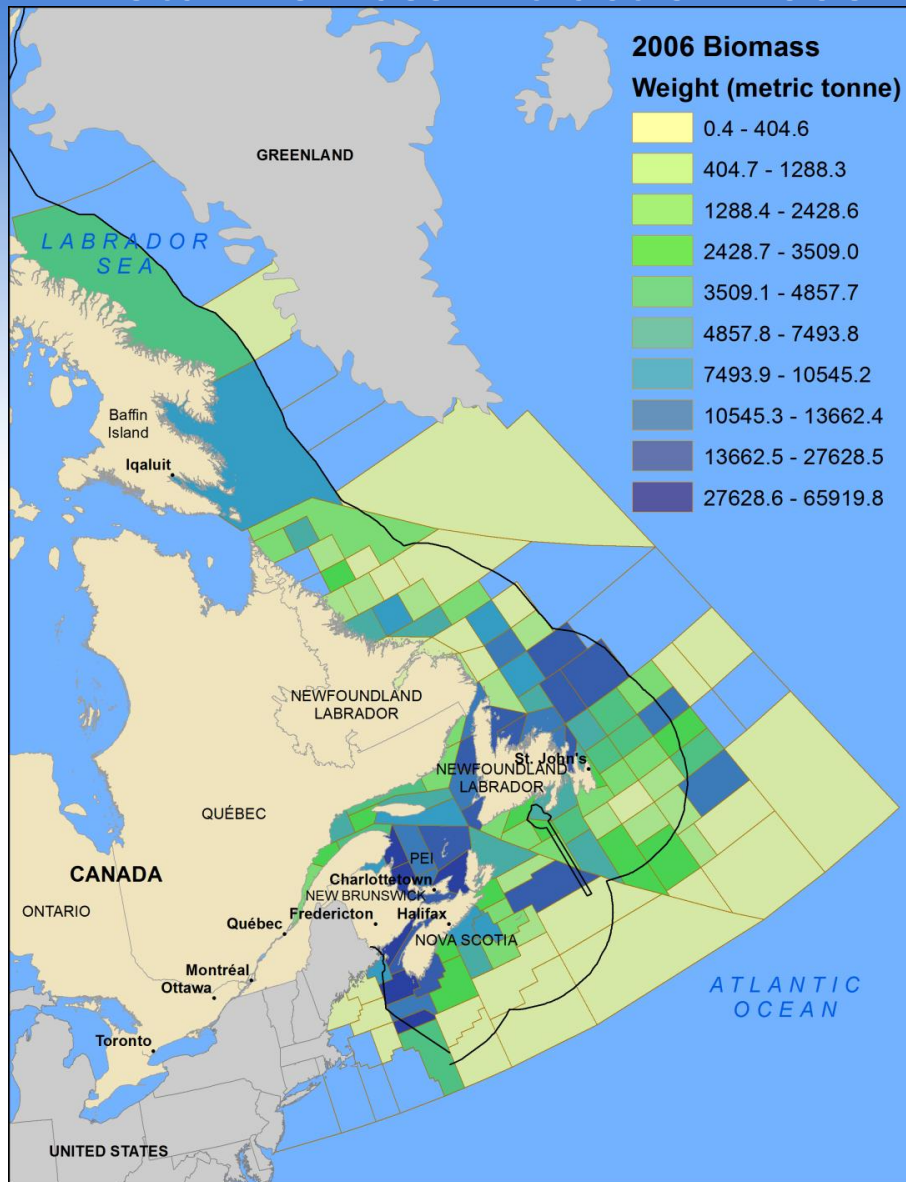 2006 Biomass
Weight (metric tonne)
0.4 - 404.6
404.7 - 1288.3
1288.4 - 2428.6
2428.7 - 3509.0
3509.1 - 4857.7
4857.8 - 7493.8
7493.9 - 10545.2
10545.3 - 13662.4
13662.5 - 27628.5
27628.6 - 65919.8
GREENLAND
LABRADOR
SEA
Baffin
Island
Iqaluit
NEWFOUNDLAND
LABRADOR
St. John's
NEWFOUNDLAND
LABRADOR
QUÉBEC
CANADA
PEI
Charlottetown
NEW BRUNSWICK
ONTARIO
Fredericton
Halifax
Québec
NOVA SCOTIA
Montréal
Ottawa
ATLANTIC
OCEAN
Toronto
UNITED STATES